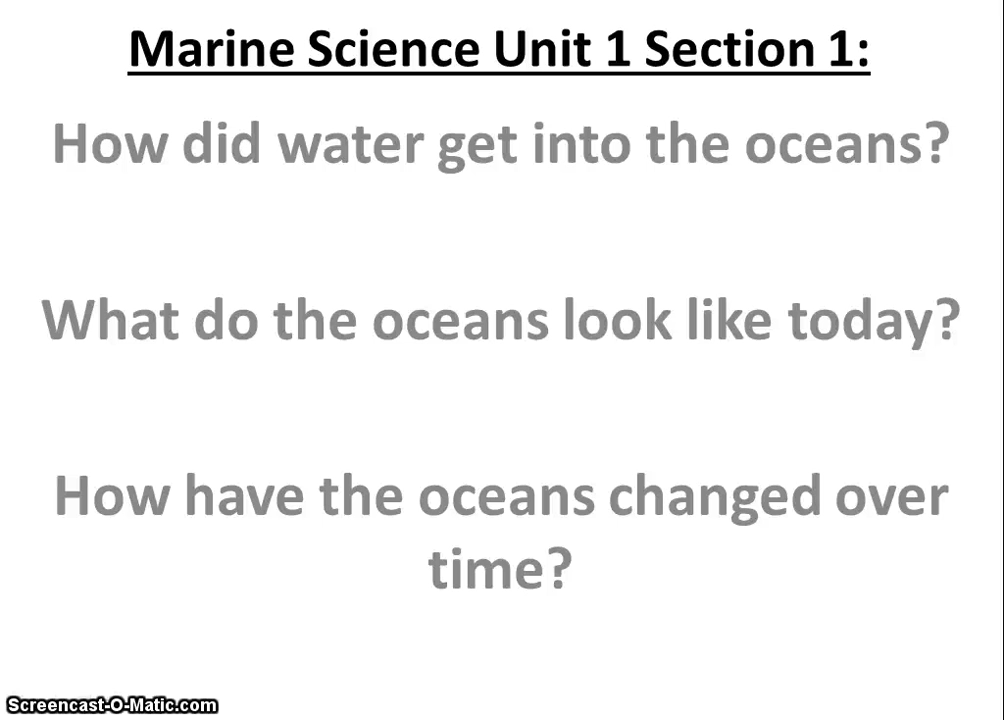 Marine Science Unit 1 Section 1:
How did water get into the oceans?
What do the oceans look like today?
How have the oceans changed over
time?
Screencast-O-Matic.com